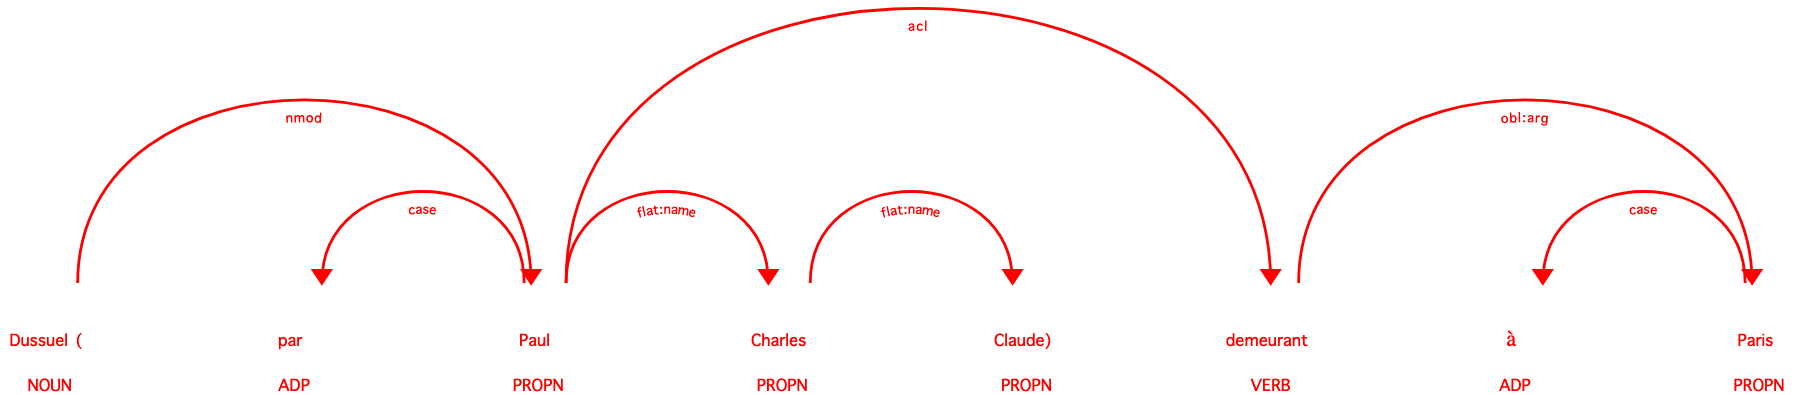 acl
nmod obl:arg
case flat:name flat:name case
Dussuel ( par Paul Charles Claude) demeurant à Paris
NOUN ADP PROPN PROPN PROPN VERB ADP PROPN